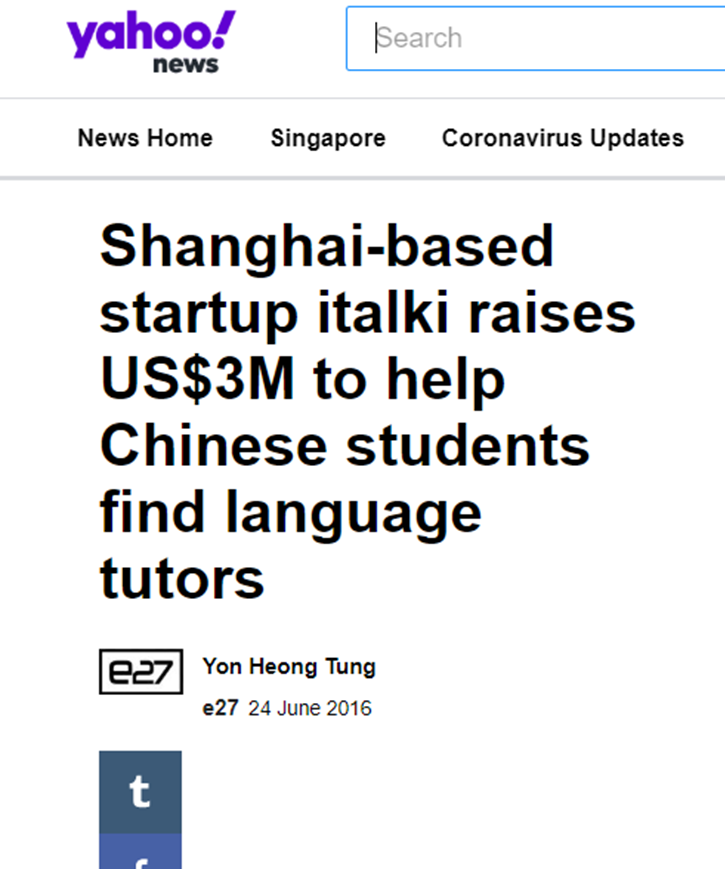 yahoo!
news
Search
News Home Singapore Coronavirus Updates
Shanghai-based
startup italki raises
US$3M to help
Chinese students
find language
tutors
e27 Yon Heong Tung
e27 24 June 2016
t
f